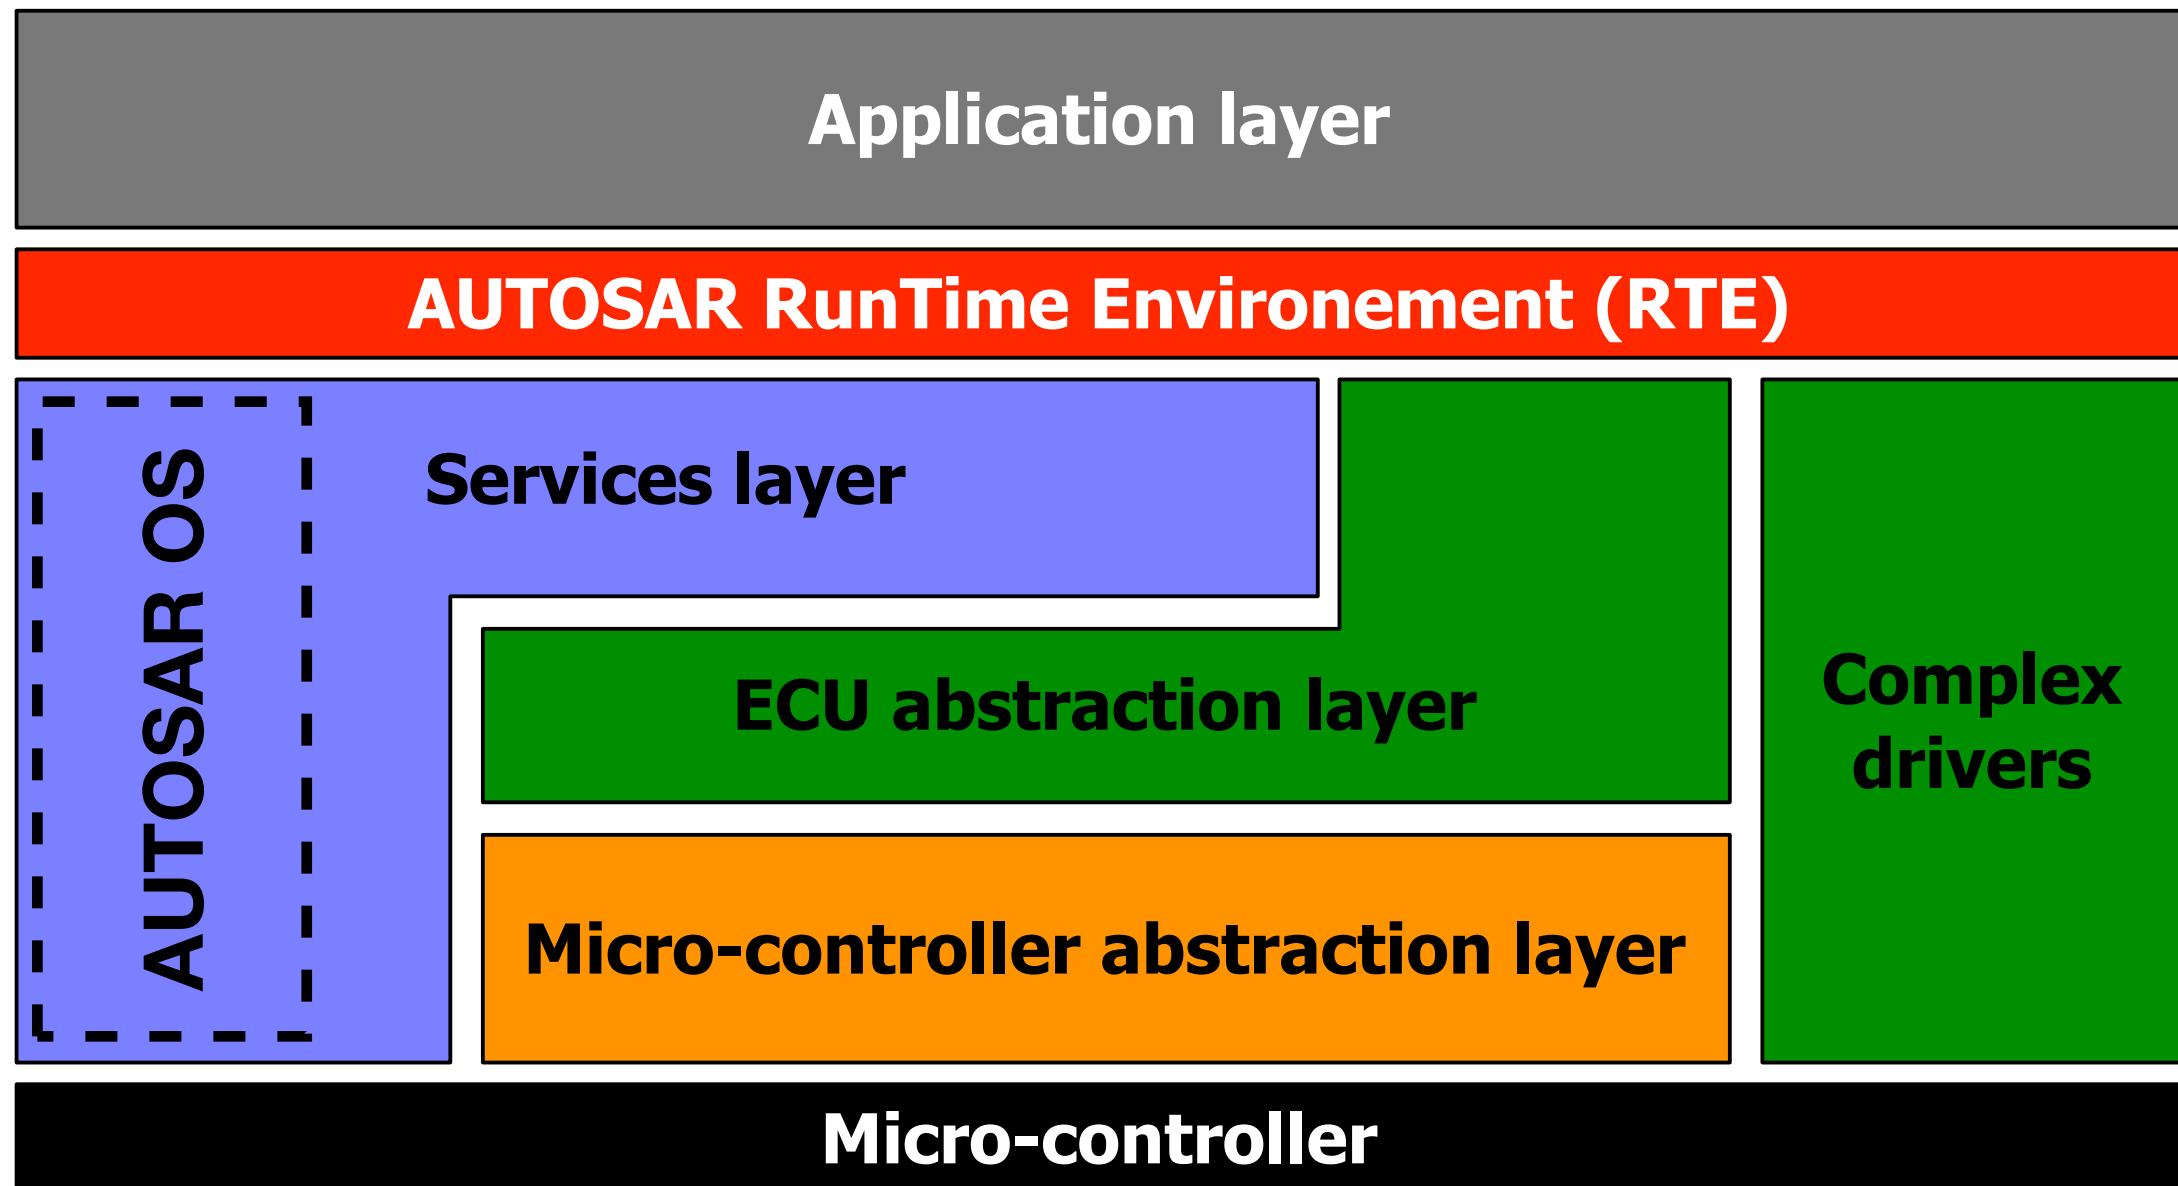 Application layer
AUTOSAR RunTime Environement (RTE)
AUTOSAR OS
Services layer
ECU abstraction layer
Complex
drivers
Micro-controller abstraction layer
Micro-controller